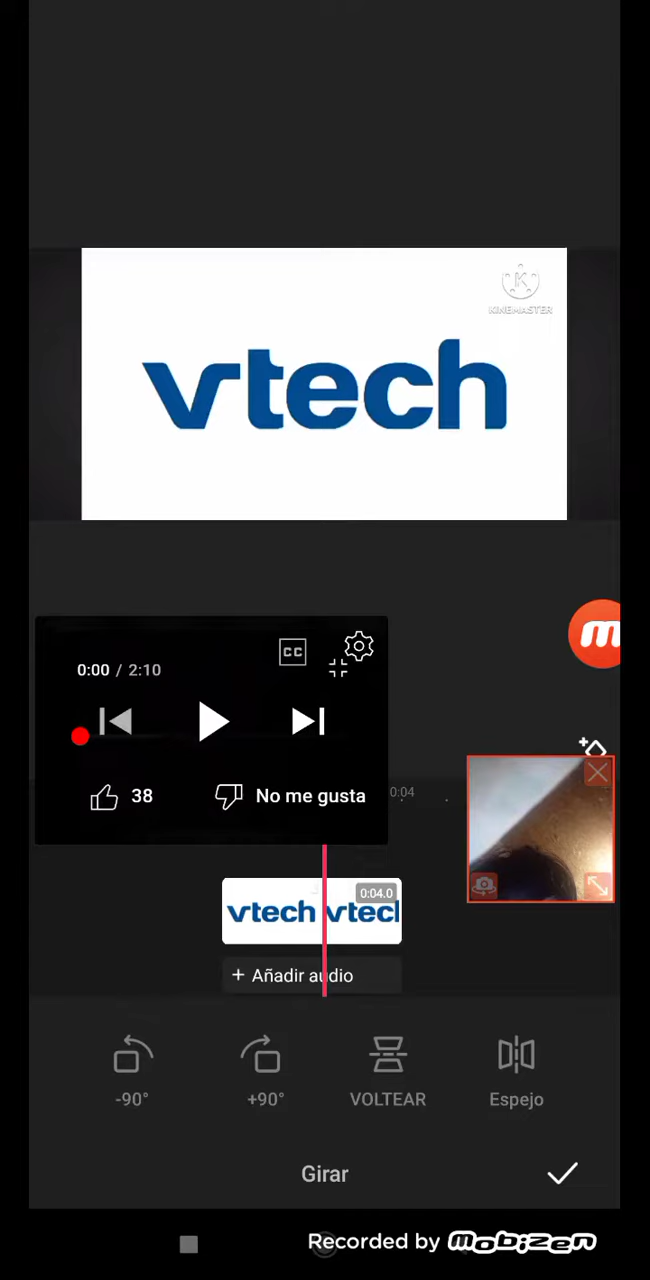 K
KINEMASTER
vtech
m
CC
0:00 / 2:10
38
No me gusta
0:04
0:04.0
vtech vtecl
+ Añadir audio
-90°
+90°
VOLTEAR
Espejo
Girar
Recorded by mobizen